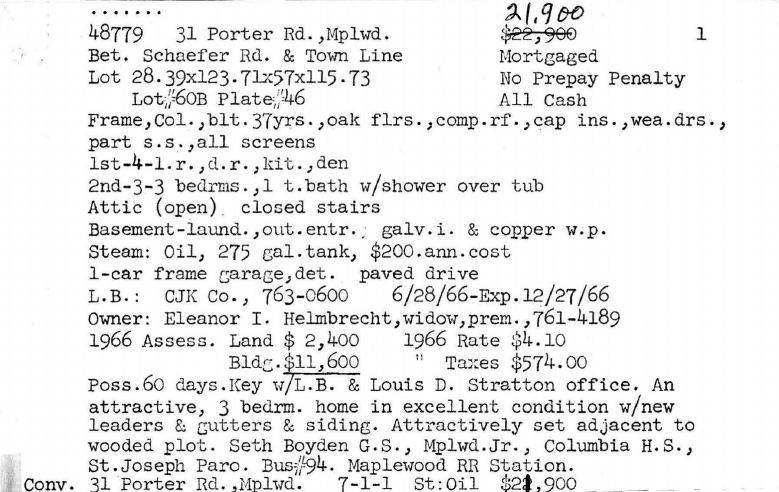 .......
21,900
48779 31 Porter Rd.,Mplwd. $22,900 1
Bet. Schaefer Rd. & Town Line Mortgaged
Lot 28.39x123.71x57x115.73 No Prepay Penalty
Lot#60B Plate#46 All Cash
Frame,Col.,blt.37yrs.,oak flrs.,comp.rf.,cap ins.,wea.drs.,
part s.s.,all screens
1st-4-l.r.,d.r.,kit.,den
2nd-3-3 bedrms.,1 t.bath w/shower over tub
Attic (open) closed stairs
Basement-laund.,out.entr. galv.i. & copper w.p.
Steam: Oil, 275 gal.tank, $200.ann.cost
1-car frame garage,det. paved drive
L.B.: CJK Co., 763-0600 6/28/66-Exp.12/27/66
Owner: Eleanor I. Helmbrecht,widow,prem.,761-4189
1966 Assess. Land $ 2,400 1966 Rate $4.10
Bldg.$11,600 " Taxes $574.00
Poss.60 days.Key w/L.B. & Louis D. Stratton office. An
attractive, 3 bedrm. home in excellent condition w/new
leaders & gutters & siding. Attractively set adjacent to
wooded plot. Seth Boyden G.S., Mplwd.Jr., Columbia H.S.,
St.Joseph Paro. Bus#94. Maplewood RR Station.
Conv. 31 Porter Rd.,Mplwd. 7-1-1 St:Oil $21,900